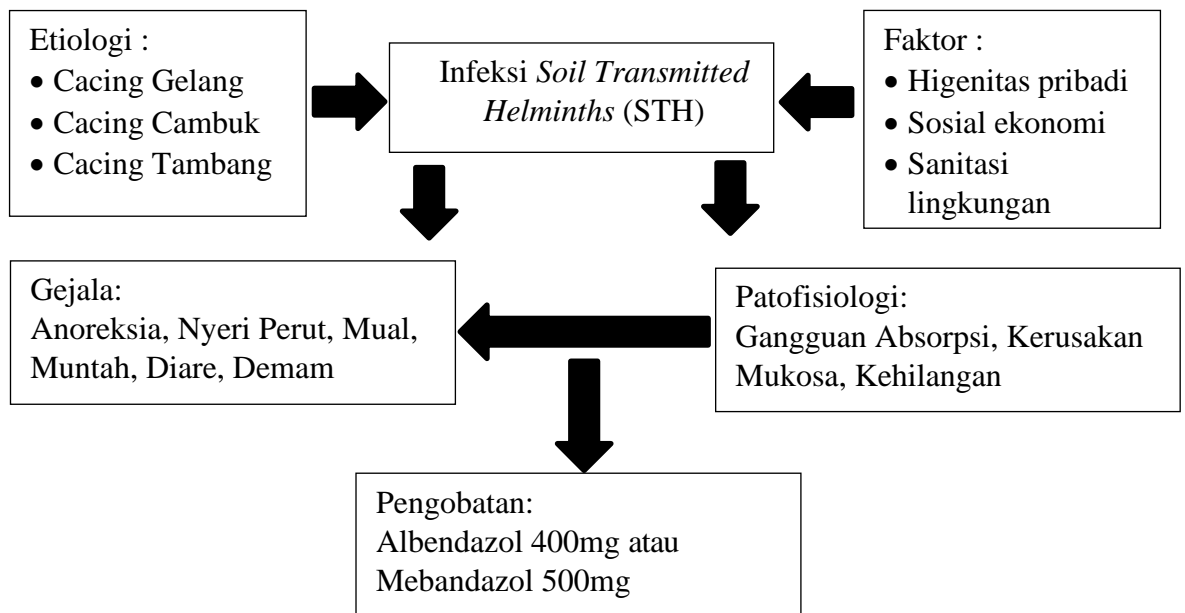 Etiologi :
• Cacing Gelang
• Cacing Cambuk
• Cacing Tambang
Infeksi Soil Transmitted
Helminths (STH)
Faktor :
• Higenitas pribadi
• Sosial ekonomi
• Sanitasi
lingkungan
Gejala:
Anoreksia, Nyeri Perut, Mual,
Muntah, Diare, Demam
Patofisiologi:
Gangguan Absorpsi, Kerusakan
Mukosa, Kehilangan
Pengobatan:
Albendazol 400mg atau
Mebandazol 500mg